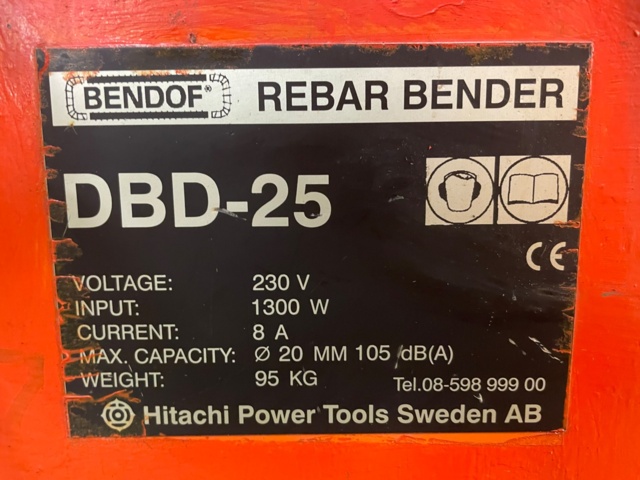 BENDOF® REBAR BENDER
DBD-25
CE
VOLTAGE: 230 V
INPUT: 1300 W
CURRENT: 8 A
MAX. CAPACITY: Ø 20 MM 105 dB(A)
WEIGHT: 95 KG Tel.08-598 999 00
Hitachi Power Tools Sweden AB